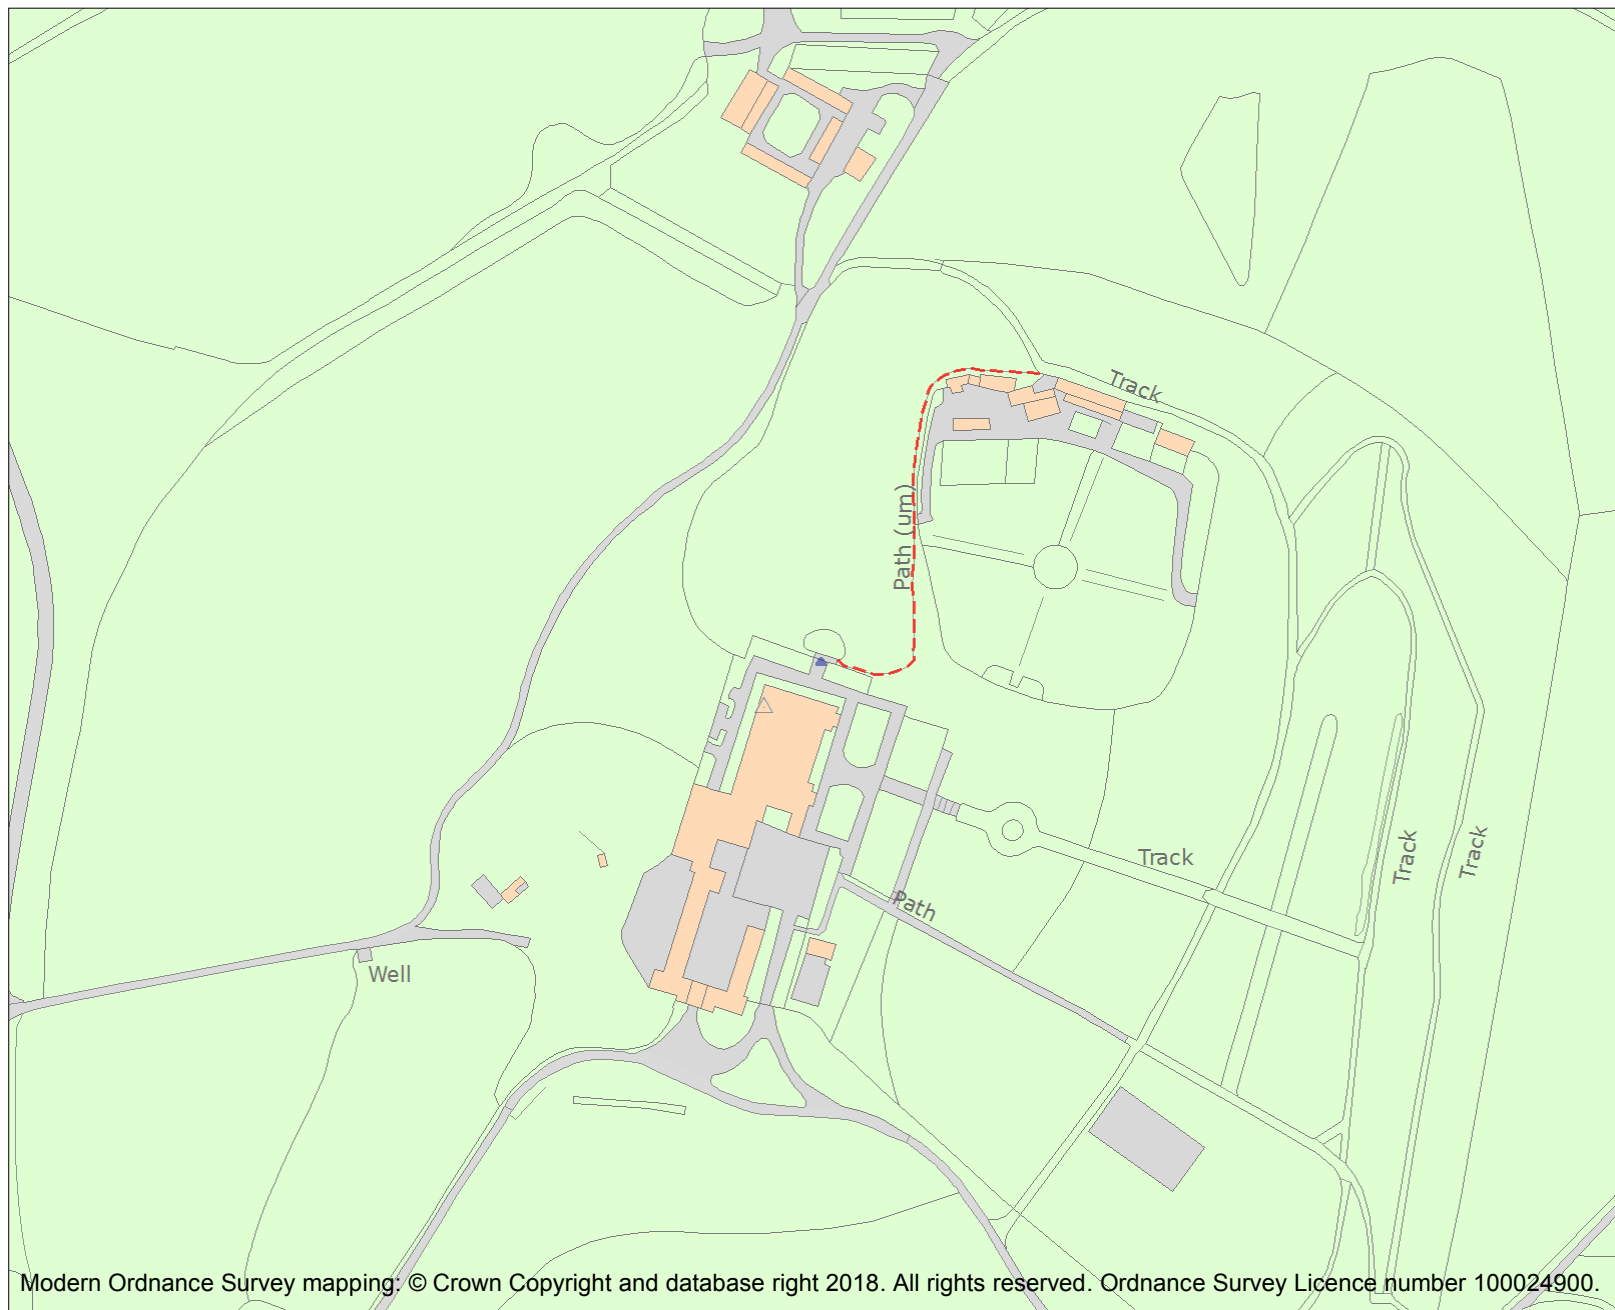 Track
Path (um)
Track
Track
Track
Path
Well
Modern Ordnance Survey mapping: © Crown Copyright and database right 2018. All rights reserved. Ordnance Survey Licence number 100024900.